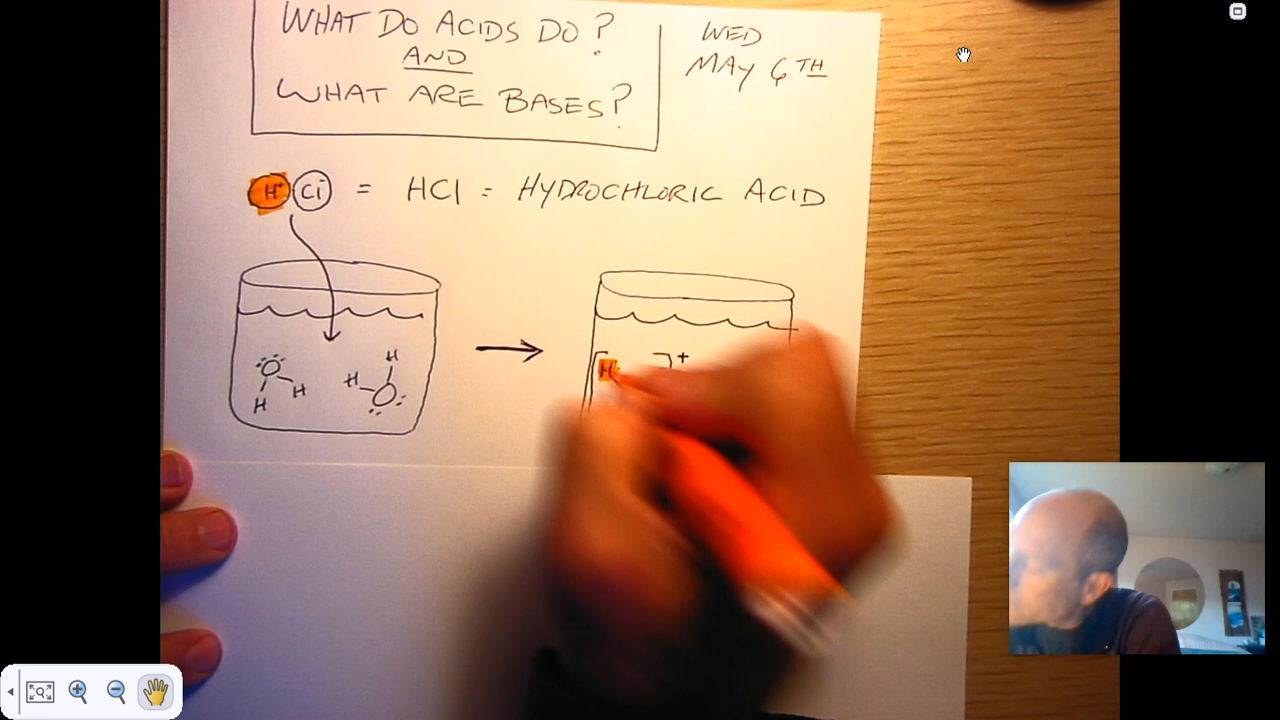 WHAT DO ACIDS DO?
AND
WHAT ARE BASES?
WED
MAY 6TH
H+ Cl- = HCl = HYDROCHLORIC ACID
H
H O H
H O H
[H ]+